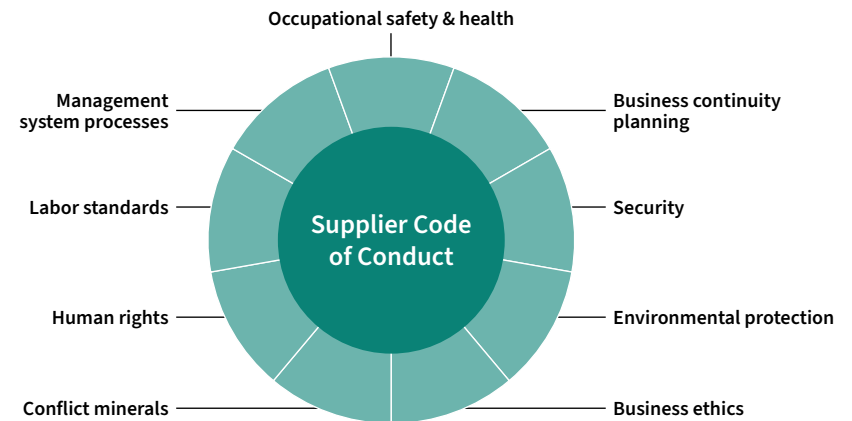 Occupational safety & health
Management
system processes
Business continuity
planning
Labor standards
Security
Supplier Code
of Conduct
Human rights
Environmental protection
Conflict minerals
Business ethics